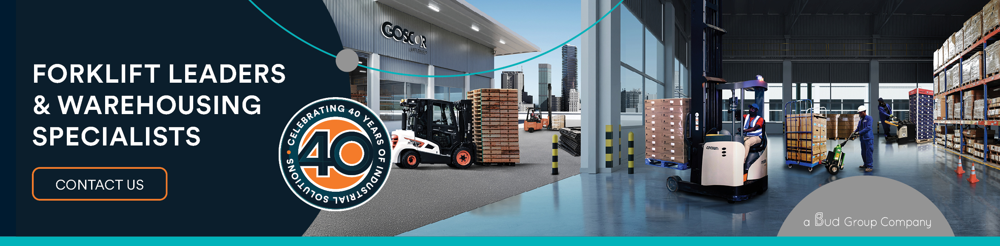 FORKLIFT LEADERS
& WAREHOUSING
SPECIALISTS
CONTACT US
• CELEBRATING 40 YEARS OF INDUSTRIAL SOLUTIONS
40
GOSCOR
LIFT TRUCKS
CROWN
CROWN
a Bud Group Company